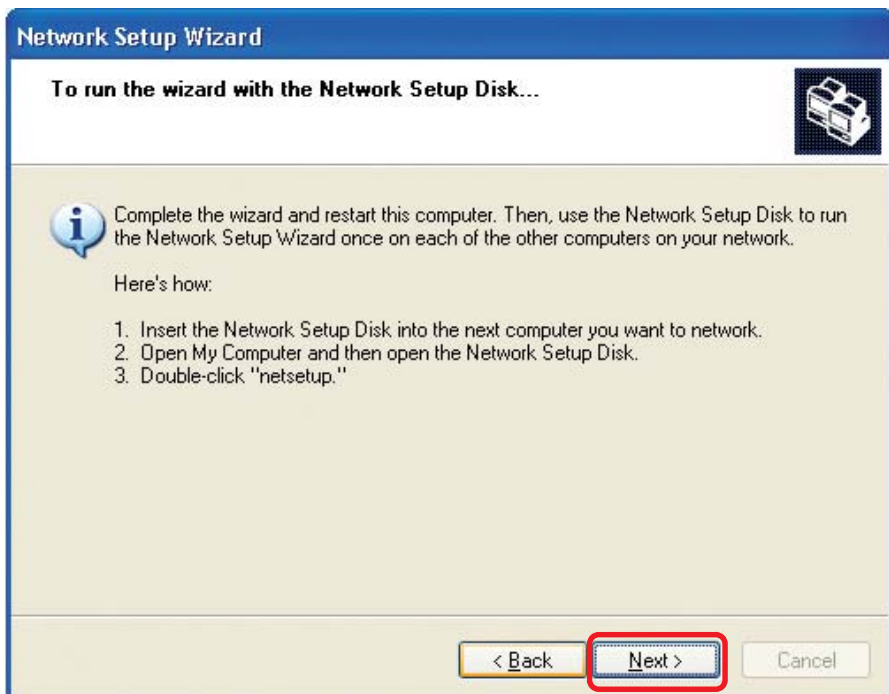 Network Setup Wizard
To run the wizard with the Network Setup Disk...
Complete the wizard and restart this computer. Then, use the Network Setup Disk to run
the Network Setup Wizard once on each of the other computers on your network.
Here's how:
1. Insert the Network Setup Disk into the next computer you want to network.
2. Open My Computer and then open the Network Setup Disk.
3. Double-click "netsetup."
< Back
Next >
Cancel